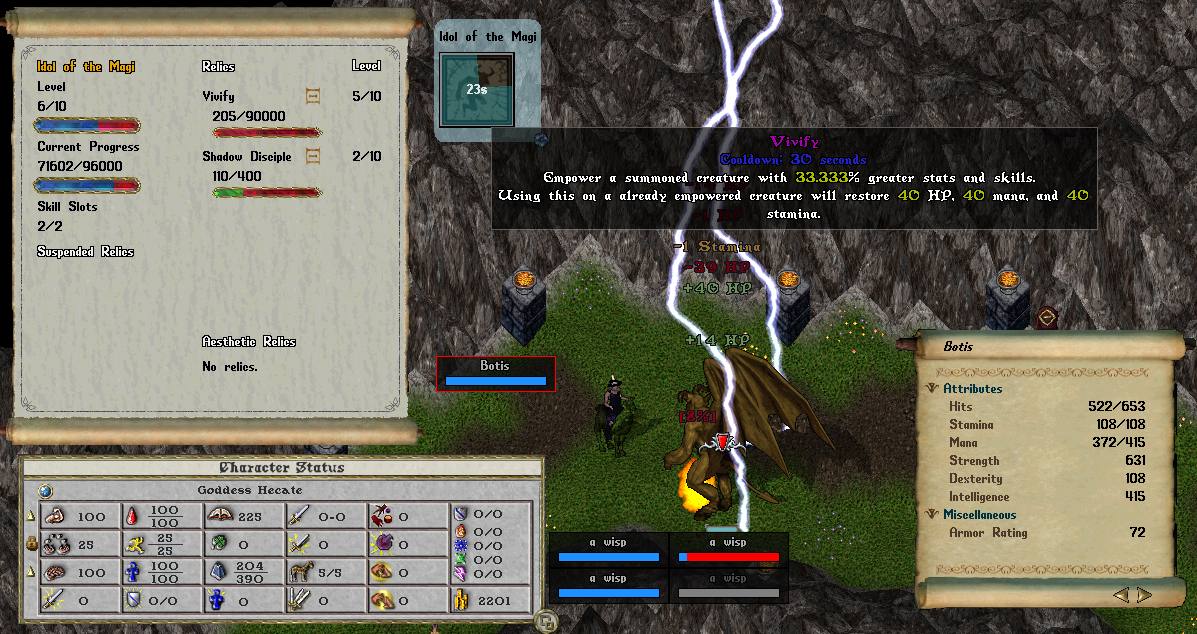 Idol of the Magi
Level
6/10
Current Progress
71602/96000
Skill Slots
2/2
Suspended Relics
Relics
Level
Vivify
5/10
205/90000
Shadow Disciple
2/10
110/400
Aesthetic Relics
No relics.
Idol of the Magi
23s
Vivify
Cooldown: 30 seconds
Empower a summoned creature with 33.333% greater stats and skills.
Using this on a already empowered creature will restore 40 HP, 40 mana, and 40
stamina.
-1 Stamina
-39 HP
+40 HP
+14 HP
Botis
Botis
Attributes
Hits 522/653
Stamina 108/108
Mana 372/415
Strength 631
Dexterity 108
Intelligence 415
Miscellaneous
Armor Rating 72
Character Status
Goddess Hecate
100 100/100 225 0-0 0 0/0
25 25/25 0 0 0 0/0
0/0
100 100/100 204/390 5/5 0 0/0
0/0
0 0/0 0 0 0 2201
a wisp a wisp
a wisp a wisp